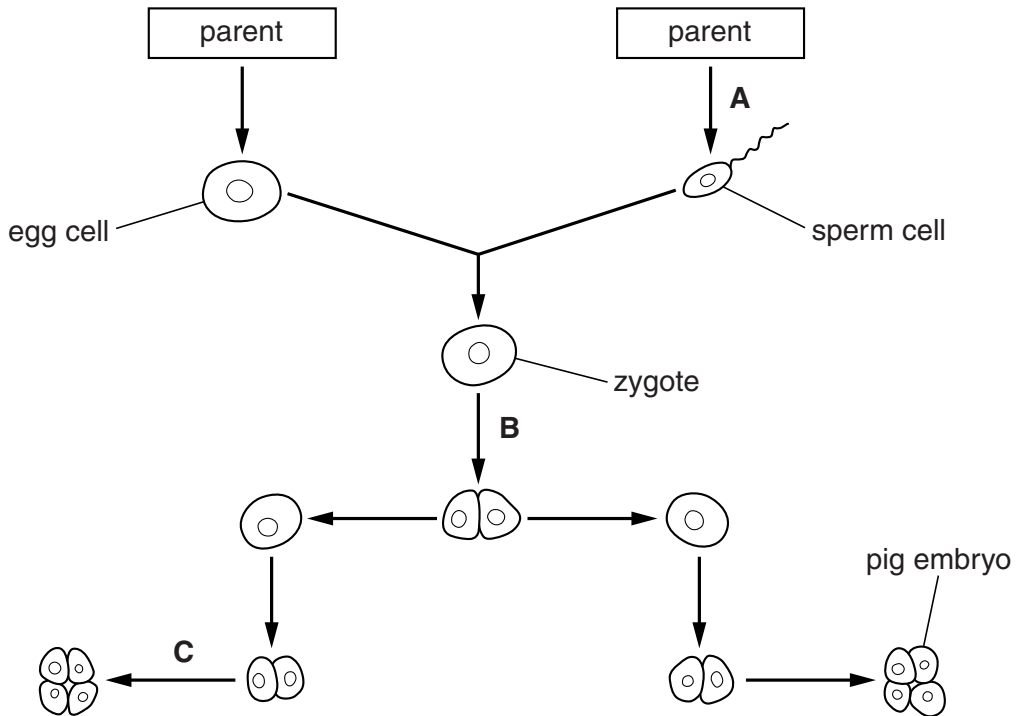 parent
parent
A
egg cell
sperm cell
zygote
B
pig embryo
C